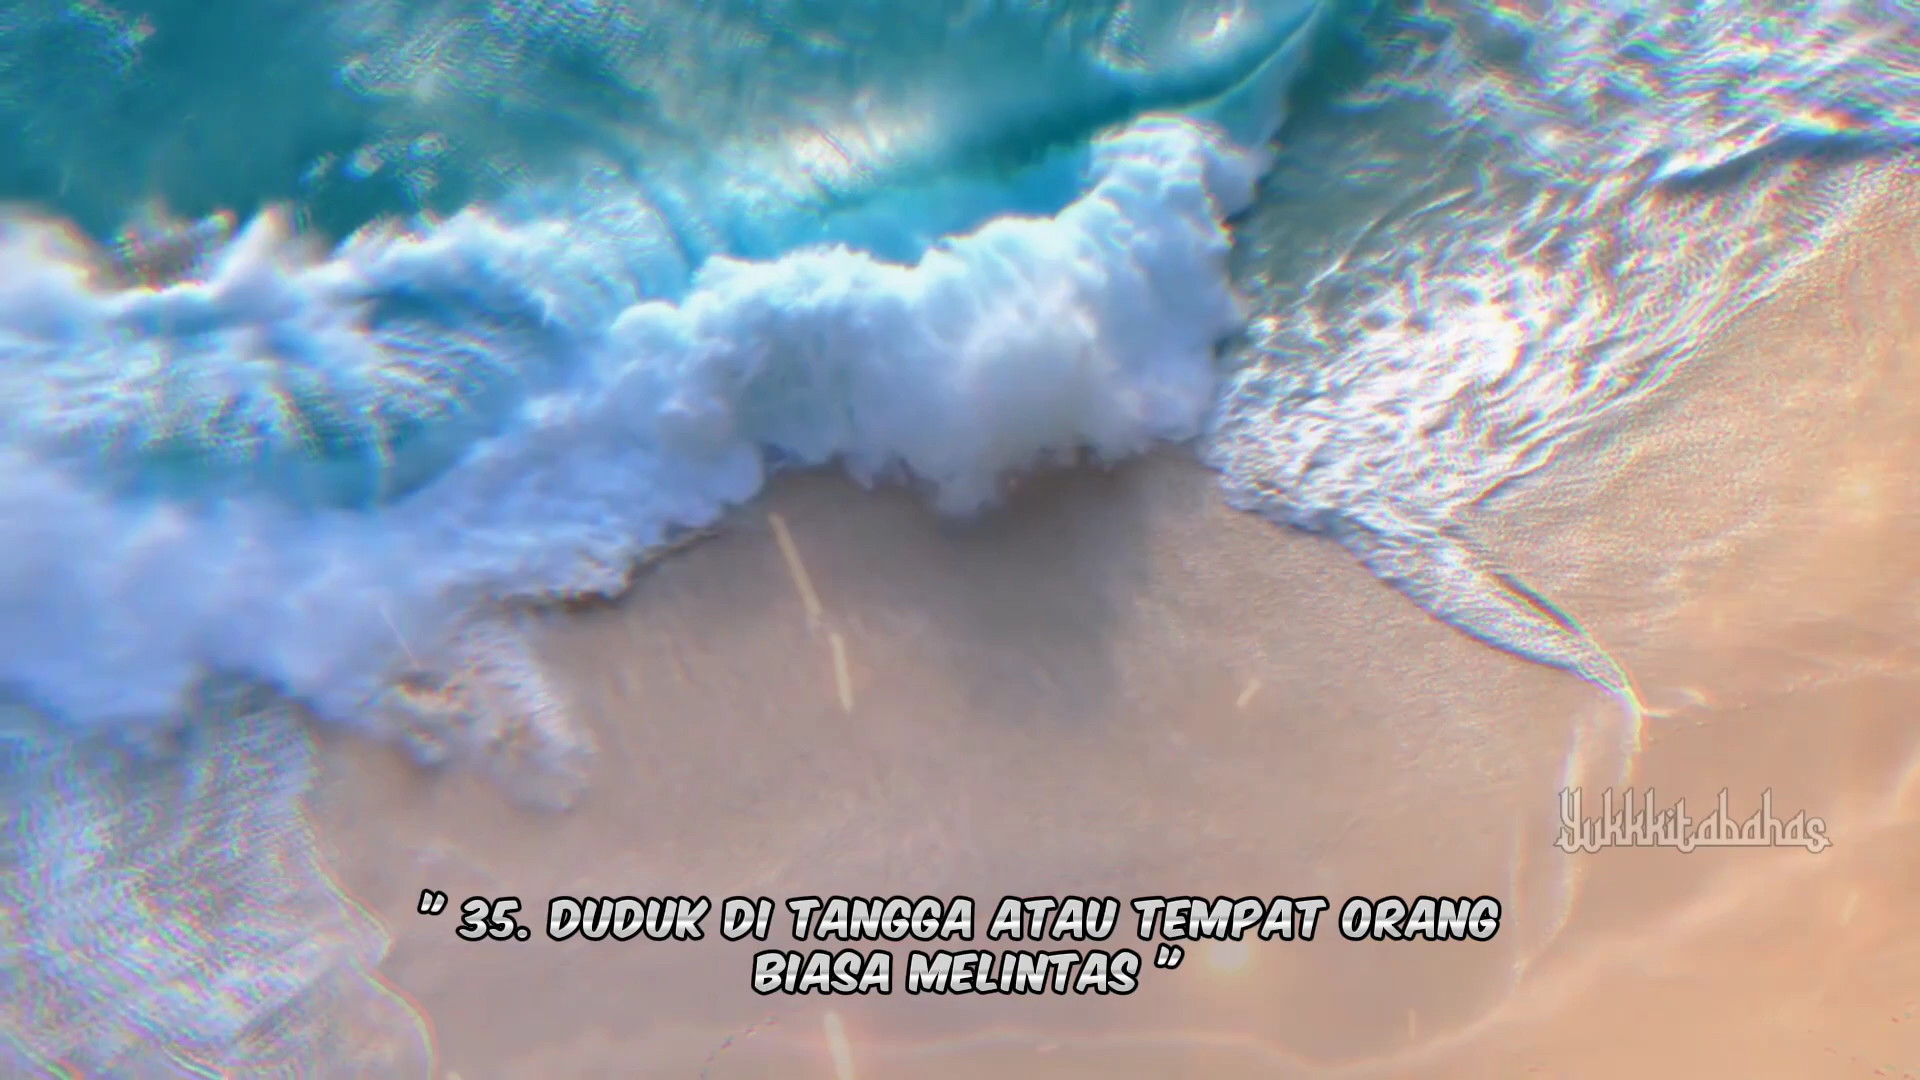 Yukkkitabahas
" 35. DUDUK DI TANGGA ATAU TEMPAT ORANG
BIASA MELINTAS "